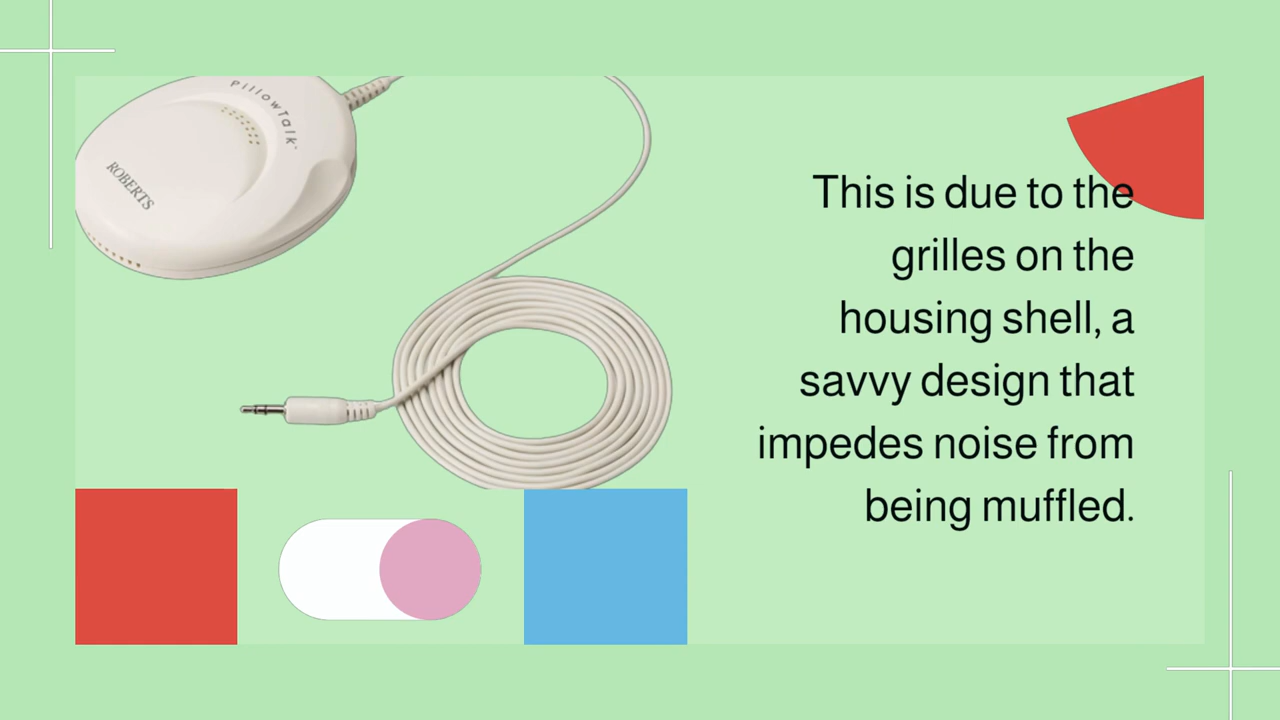 PillowTalk™
ROBERTS
This is due to the
grilles on the
housing shell, a
savvy design that
impedes noise from
being muffled.